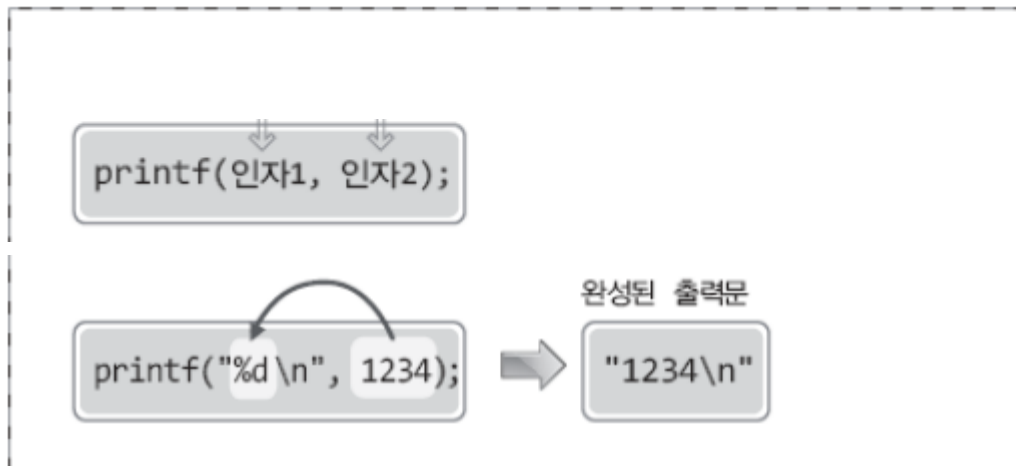 printf(인자1, 인자2);
완성된 출력문
printf("%d\n", 1234);
"1234\n"